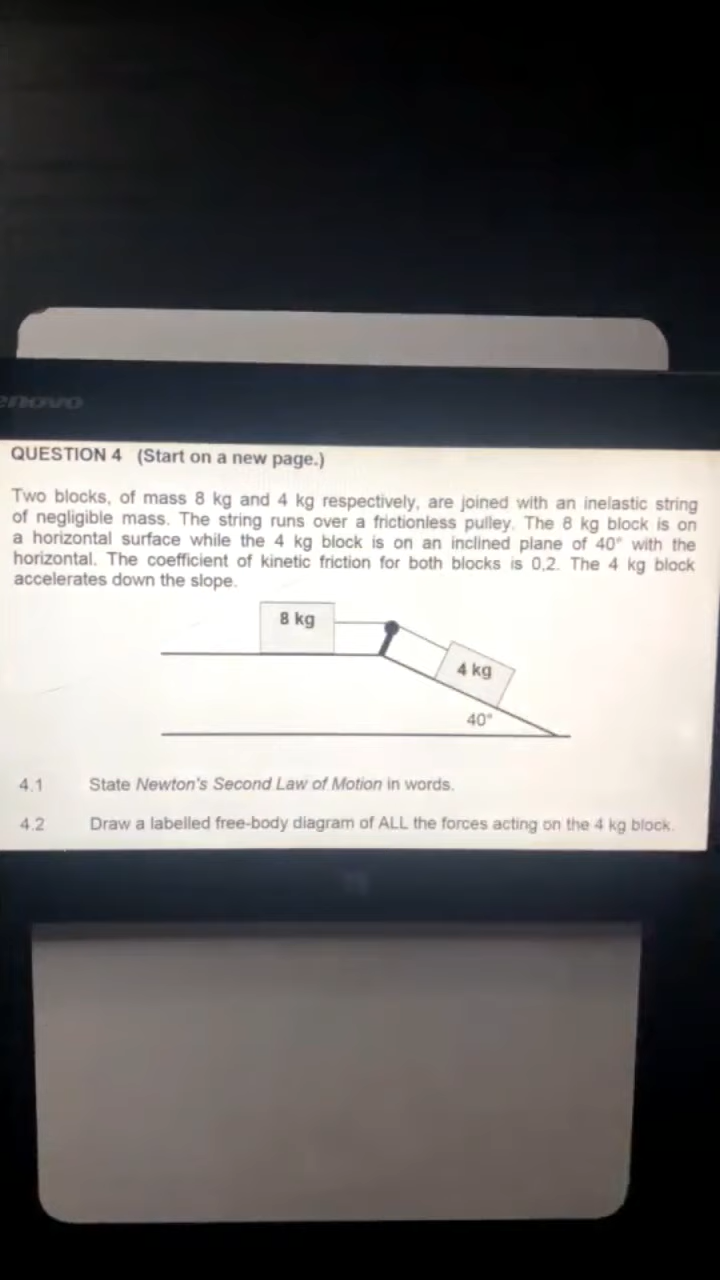 enovo
QUESTION 4 (Start on a new page.)
Two blocks, of mass 8 kg and 4 kg respectively, are joined with an inelastic string
of negligible mass. The string runs over a frictionless pulley. The 8 kg block is on
a horizontal surface while the 4 kg block is on an inclined plane of 40° with the
horizontal. The coefficient of kinetic friction for both blocks is 0,2. The 4 kg block
accelerates down the slope.
8 kg
4 kg
40°
4.1 State Newton's Second Law of Motion in words.
4.2 Draw a labelled free-body diagram of ALL the forces acting on the 4 kg block.